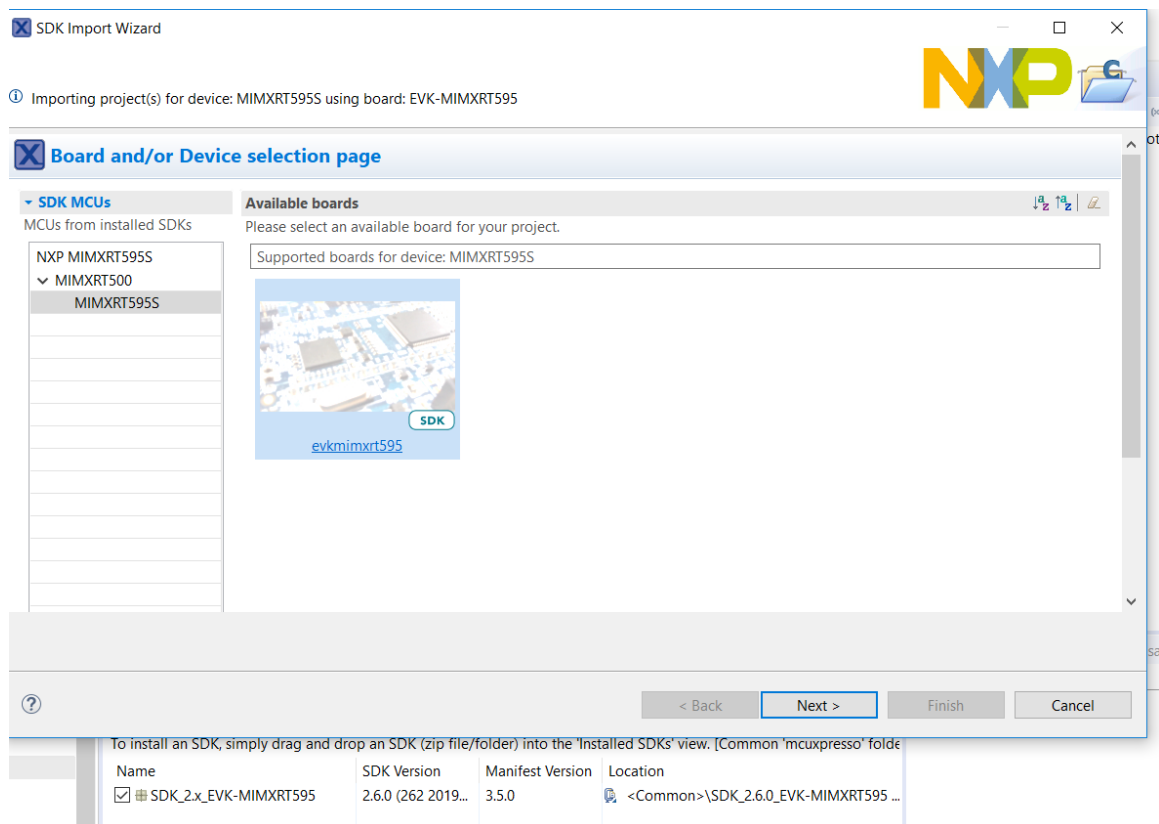 SDK Import Wizard
Importing project(s) for device: MIMXRT595S using board: EVK-MIMXRT595
NXP
C
Board and/or Device selection page
SDK MCUs
MCUs from installed SDKs
NXP MIMXRT595S
MIMXRT500
MIMXRT595S
Available boards
Please select an available board for your project.
Supported boards for device: MIMXRT595S
SDK
evkmimxrt595
< Back
Next >
Finish
Cancel
To install an SDK, simply drag and drop an SDK (zip file/folder) into the 'Installed SDKs' view. [Common 'mcuxpresso' folde
Name SDK Version Manifest Version Location
SDK_2.x_EVK-MIMXRT595 2.6.0 (262 2019... 3.5.0 <Common>\SDK_2.6.0_EVK-MIMXRT595 ...